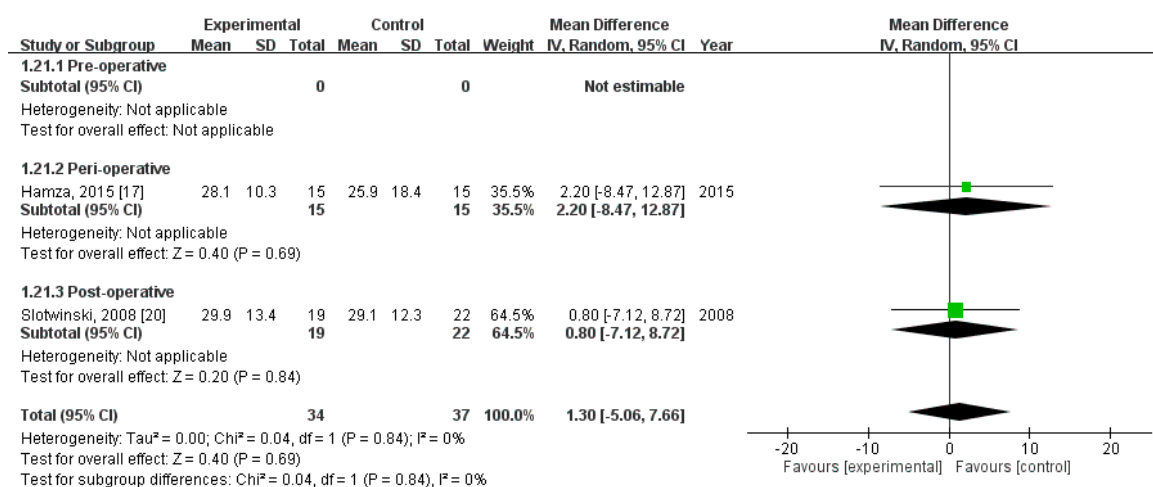 Experimental Control Mean Difference Mean Difference
Study or Subgroup Mean SD Total Mean SD Total Weight IV, Random, 95% CI Year IV, Random, 95% CI
1.21.1 Pre-operative
Subtotal (95% CI) 0 0 Not estimable
Heterogeneity: Not applicable
Test for overall effect: Not applicable
1.21.2 Peri-operative
Hamza, 2015 [17] 28.1 10.3 15 25.9 18.4 15 35.5% 2.20 [-8.47, 12.87] 2015
Subtotal (95% CI) 15 15 35.5% 2.20 [-8.47, 12.87]
Heterogeneity: Not applicable
Test for overall effect: Z = 0.40 (P = 0.69)
1.21.3 Post-operative
Slotwinski, 2008 [20] 29.9 13.4 19 29.1 12.3 22 64.5% 0.80 [-7.12, 8.72] 2008
Subtotal (95% CI) 19 22 64.5% 0.80 [-7.12, 8.72]
Heterogeneity: Not applicable
Test for overall effect: Z = 0.20 (P = 0.84)
Total (95% CI) 34 37 100.0% 1.30 [-5.06, 7.66]
Heterogeneity: Tau² = 0.00; Chi² = 0.04, df = 1 (P = 0.84); I² = 0%
Test for overall effect: Z = 0.40 (P = 0.69)
Test for subgroup differences: Chi² = 0.04, df = 1 (P = 0.84), I² = 0%
-20 -10 0 10 20
Favours [experimental] Favours [control]